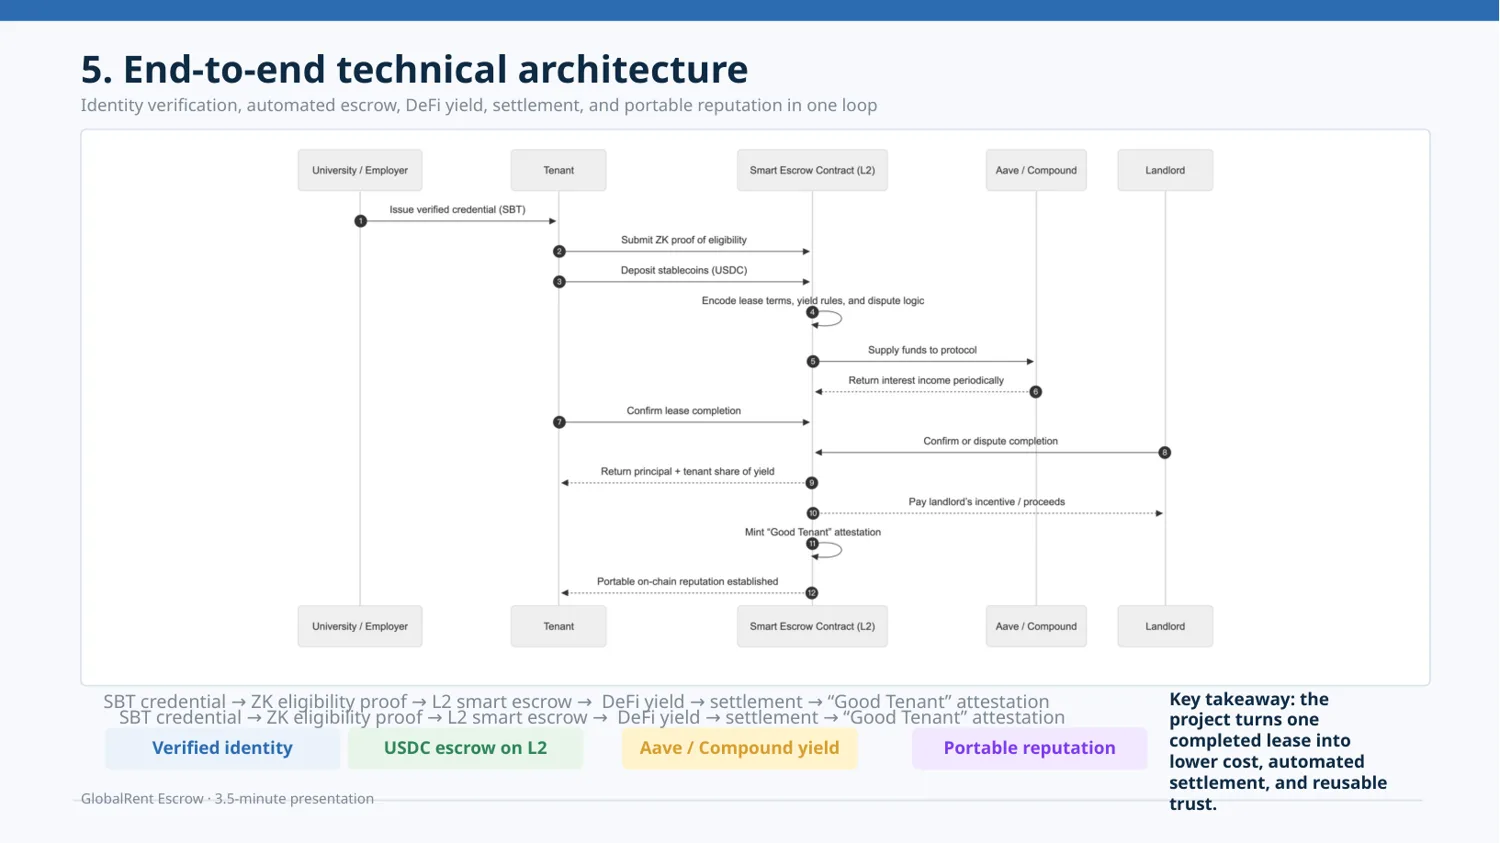 5. End-to-end technical architecture
Identity verification, automated escrow, DeFi yield, settlement, and portable reputation in one loop
University / Employer
Tenant
Smart Escrow Contract (L2)
Aave / Compound
Landlord
1
Issue verified credential (SBT)
2
Submit ZK proof of eligibility
3
Deposit stablecoins (USDC)
Encode lease terms, yield rules, and dispute logic
4
5
Supply funds to protocol
Return interest income periodically
6
7
Confirm lease completion
Confirm or dispute completion
8
Return principal + tenant share of yield
9
10
Pay landlord's incentive / proceeds
Mint “Good Tenant” attestation
11
Portable on-chain reputation established
12
University / Employer
Tenant
Smart Escrow Contract (L2)
Aave / Compound
Landlord
SBT credential → ZK eligibility proof → L2 smart escrow → DeFi yield → settlement → “Good Tenant” attestation
SBT credential → ZK eligibility proof → L2 smart escrow → DeFi yield → settlement → “Good Tenant” attestation
Verified identity
USDC escrow on L2
Aave / Compound yield
Portable reputation
Key takeaway: the
project turns one
completed lease into
lower cost, automated
settlement, and reusable
trust.
GlobalRent Escrow · 3.5-minute presentation